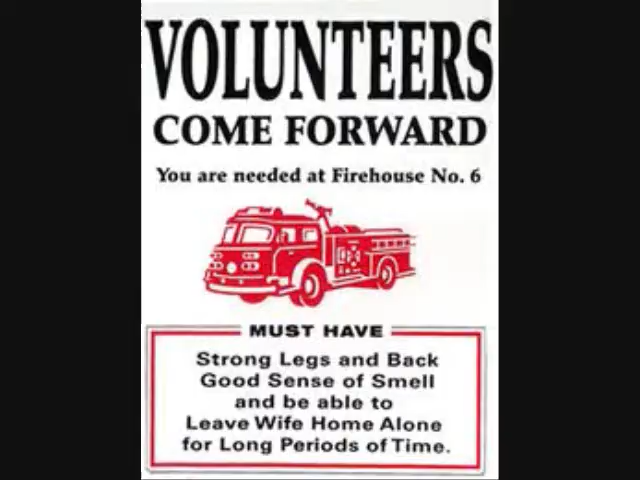 VOLUNTEERS
COME FORWARD
You are needed at Firehouse No. 6
MUST HAVE
Strong Legs and Back
Good Sense of Smell
and be able to
Leave Wife Home Alone
for Long Periods of Time.